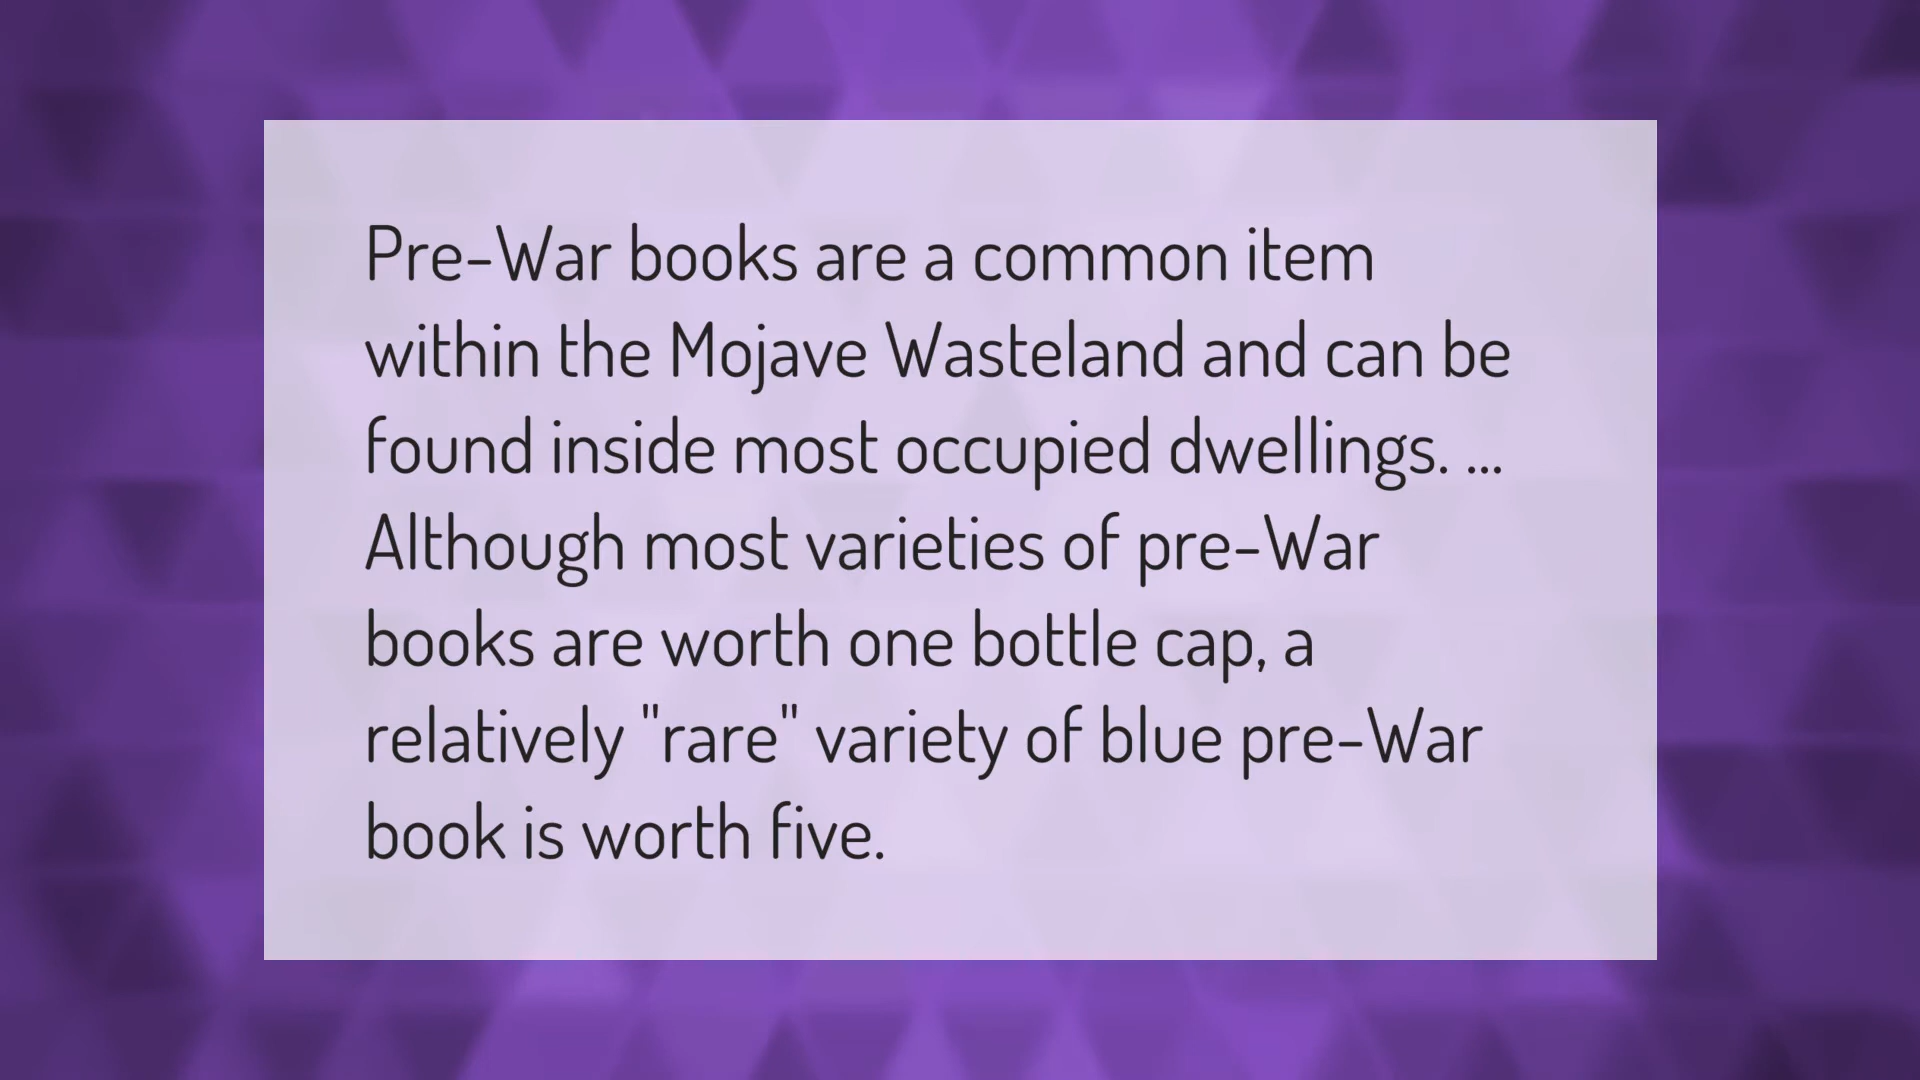 Pre-War books are a common item
within the Mojave Wasteland and can be
found inside most occupied dwellings. ...
Although most varieties of pre-War
books are worth one bottle cap, a
relatively "rare" variety of blue pre-War
book is worth five.